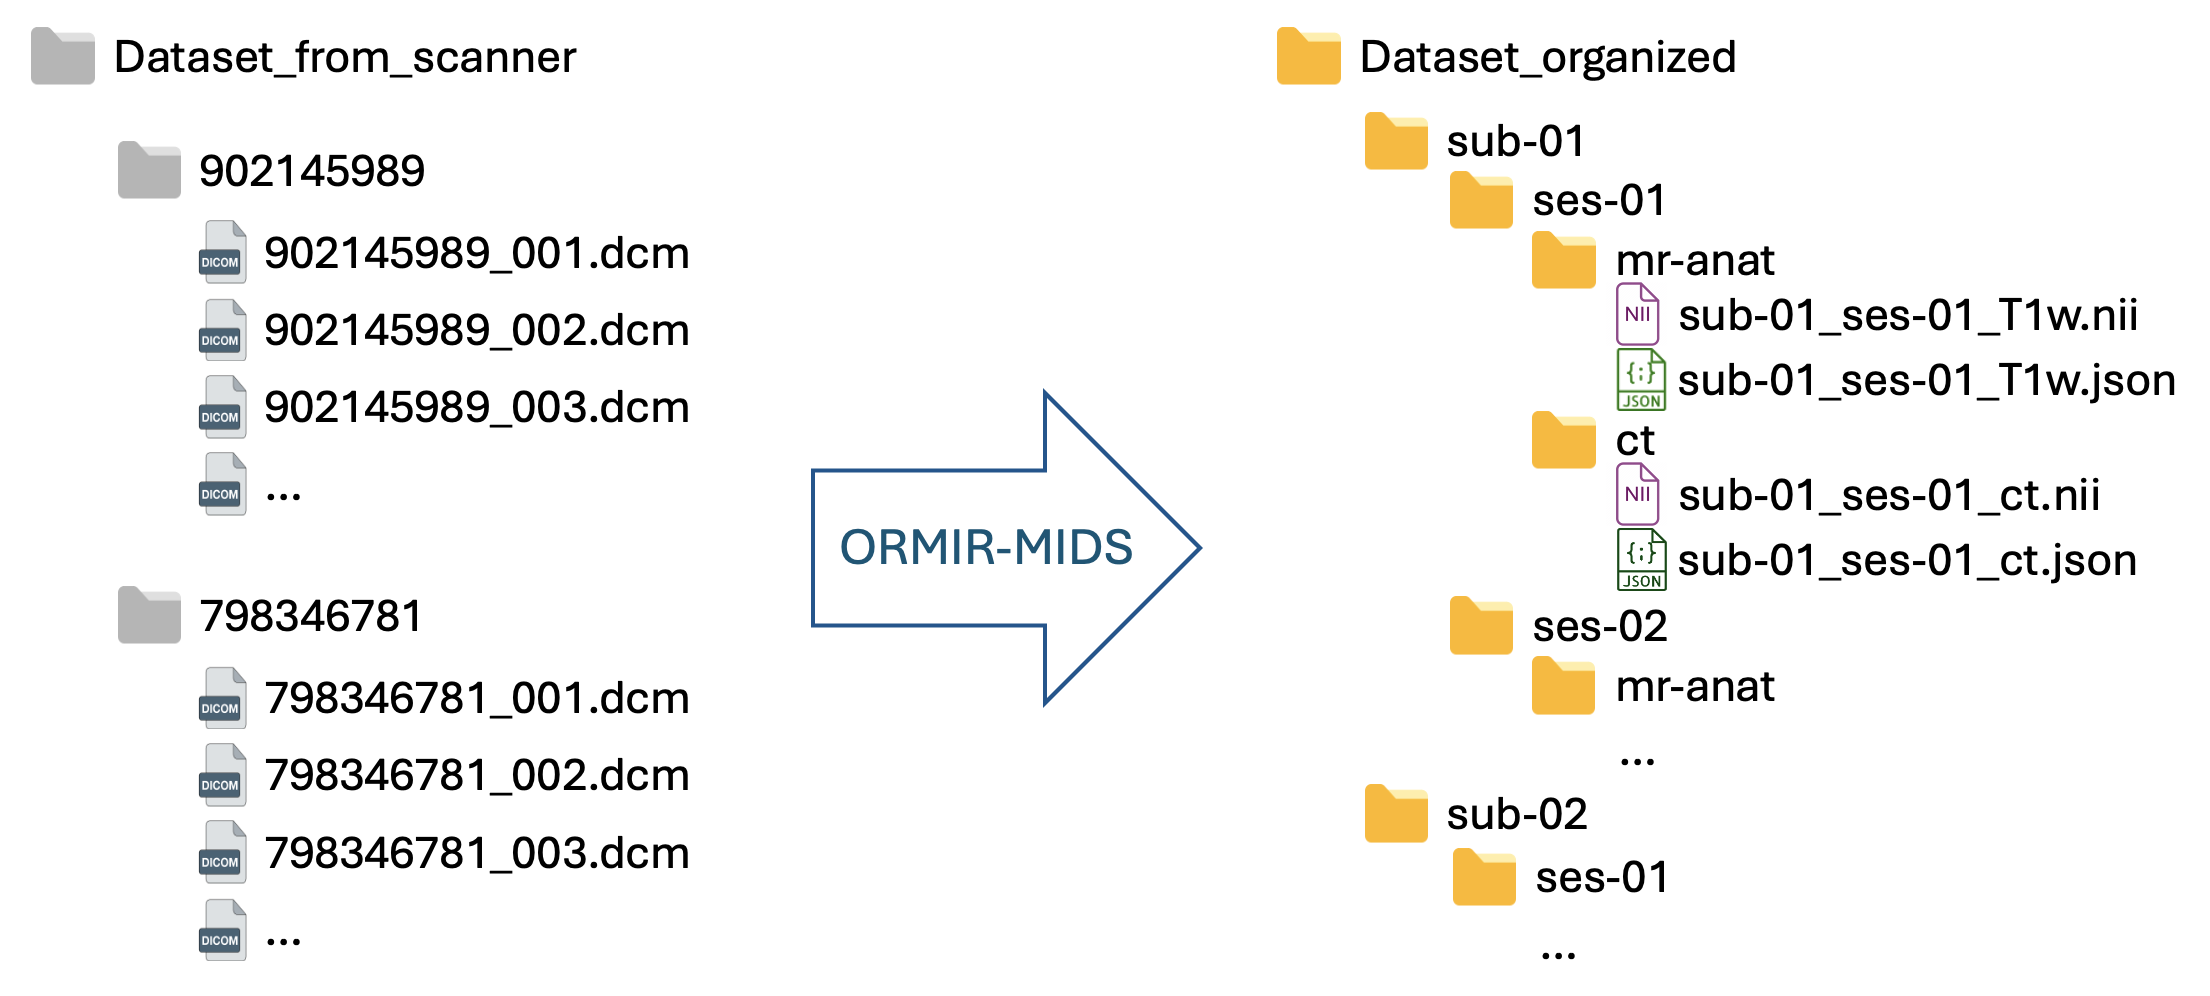 Dataset_from_scanner
902145989
DICOM 902145989_001.dcm
DICOM 902145989_002.dcm
DICOM 902145989_003.dcm
DICOM ...
798346781
DICOM 798346781_001.dcm
DICOM 798346781_002.dcm
DICOM 798346781_003.dcm
DICOM ...
ORMIR-MIDS
Dataset_organized
sub-01
ses-01
mr-anat
NII sub-01_ses-01_T1w.nii
{;} JSON sub-01_ses-01_T1w.json
ct
NII sub-01_ses-01_ct.nii
{;} JSON sub-01_ses-01_ct.json
ses-02
mr-anat
...
sub-02
ses-01
...